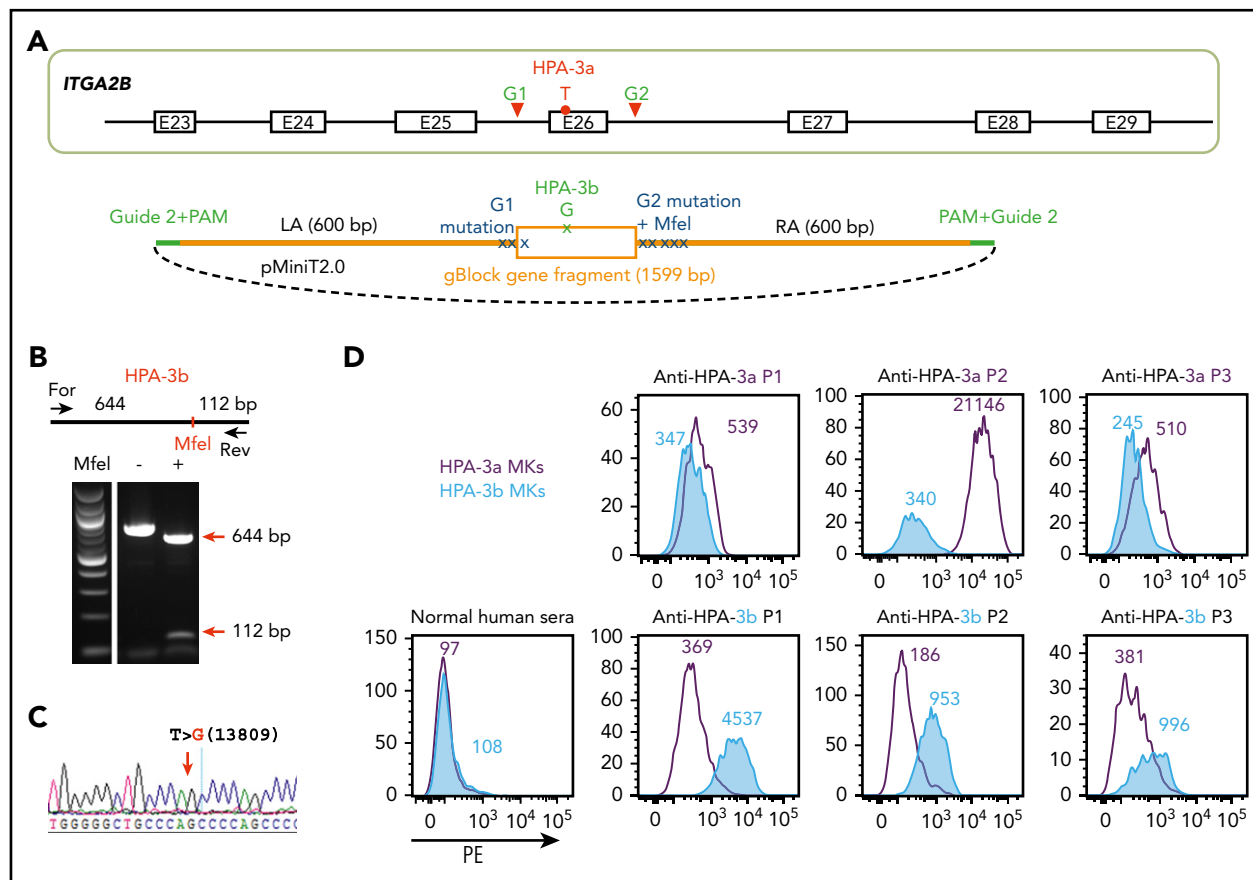 A
ITGA2B
HPA-3a
G1 T G2
E23 E24 E25 E26 E27 E28 E29
HPA-3b
G
Guide 2+PAM
LA (600 bp)
G1
mutation
G2 mutation
+ MfeI
RA (600 bp)
PAM+Guide 2
xx x x xx xxx
pMiniT2.0
gBlock gene fragment (1599 bp)
B
HPA-3b
For
644
112 bp
MfeI
Rev
MfeI - +
644 bp
112 bp
C
T>G (13809)
TGGGGGCTGCCCAGCCCCAGCCCC
D
HPA-3a MKs
HPA-3b MKs
Anti-HPA-3a P1
60
40
20
0
347
539
0 10³ 10⁴ 10⁵
Anti-HPA-3a P2
100
80
60
40
20
0
21146
340
0 10³ 10⁴ 10⁵
Anti-HPA-3a P3
100
80
60
40
20
0
245
510
0 10³ 10⁴ 10⁵
Normal human sera
150
100
50
0
97
108
0 10³ 10⁴ 10⁵
PE
Anti-HPA-3b P1
100
80
60
40
20
0
369
4537
0 10³ 10⁴ 10⁵
Anti-HPA-3b P2
150
100
50
0
186
953
0 10³ 10⁴ 10⁵
Anti-HPA-3b P3
40
30
20
10
0
381
996
0 10³ 10⁴ 10⁵